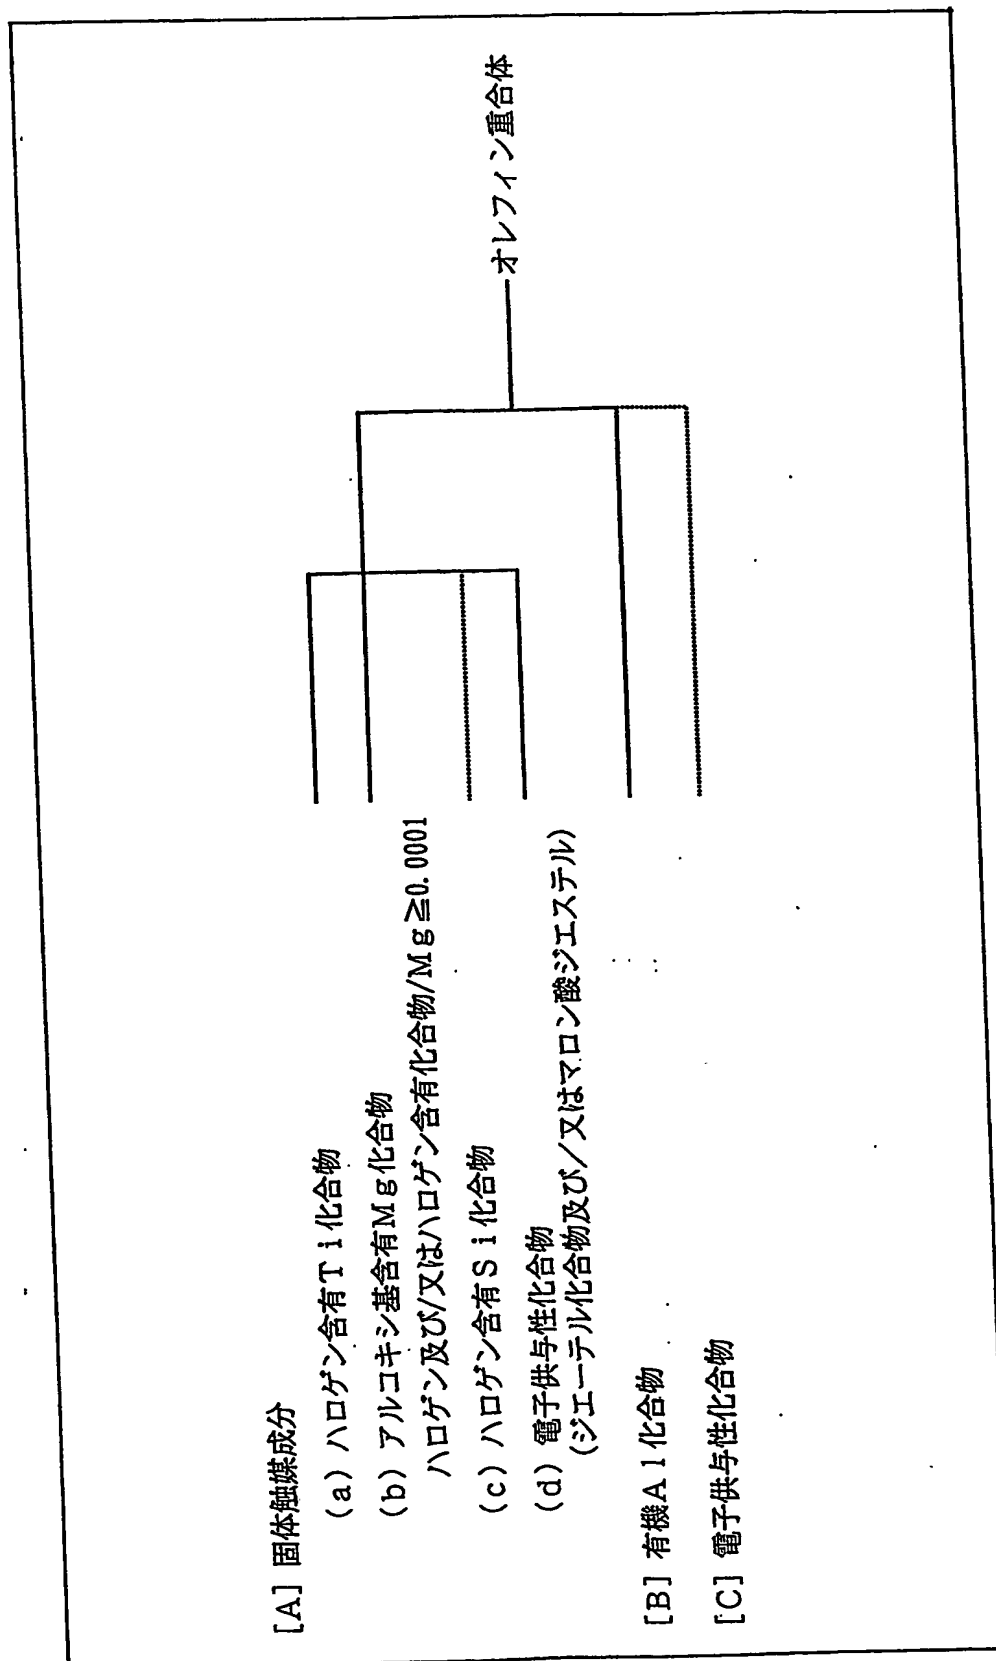 [A] 固体触媒成分
(a) ハロゲン含有Ti化合物
(b) アルコキシ基含有Mg化合物
ハロゲン及び/又はハロゲン含有化合物/Mg≧0.0001
(c) ハロゲン含有Si化合物
(d) 電子供与性化合物
(ジエーテル化合物及び/又はマロン酸ジエステル)
[B] 有機Al化合物
[C] 電子供与性化合物
オレフィン重合体